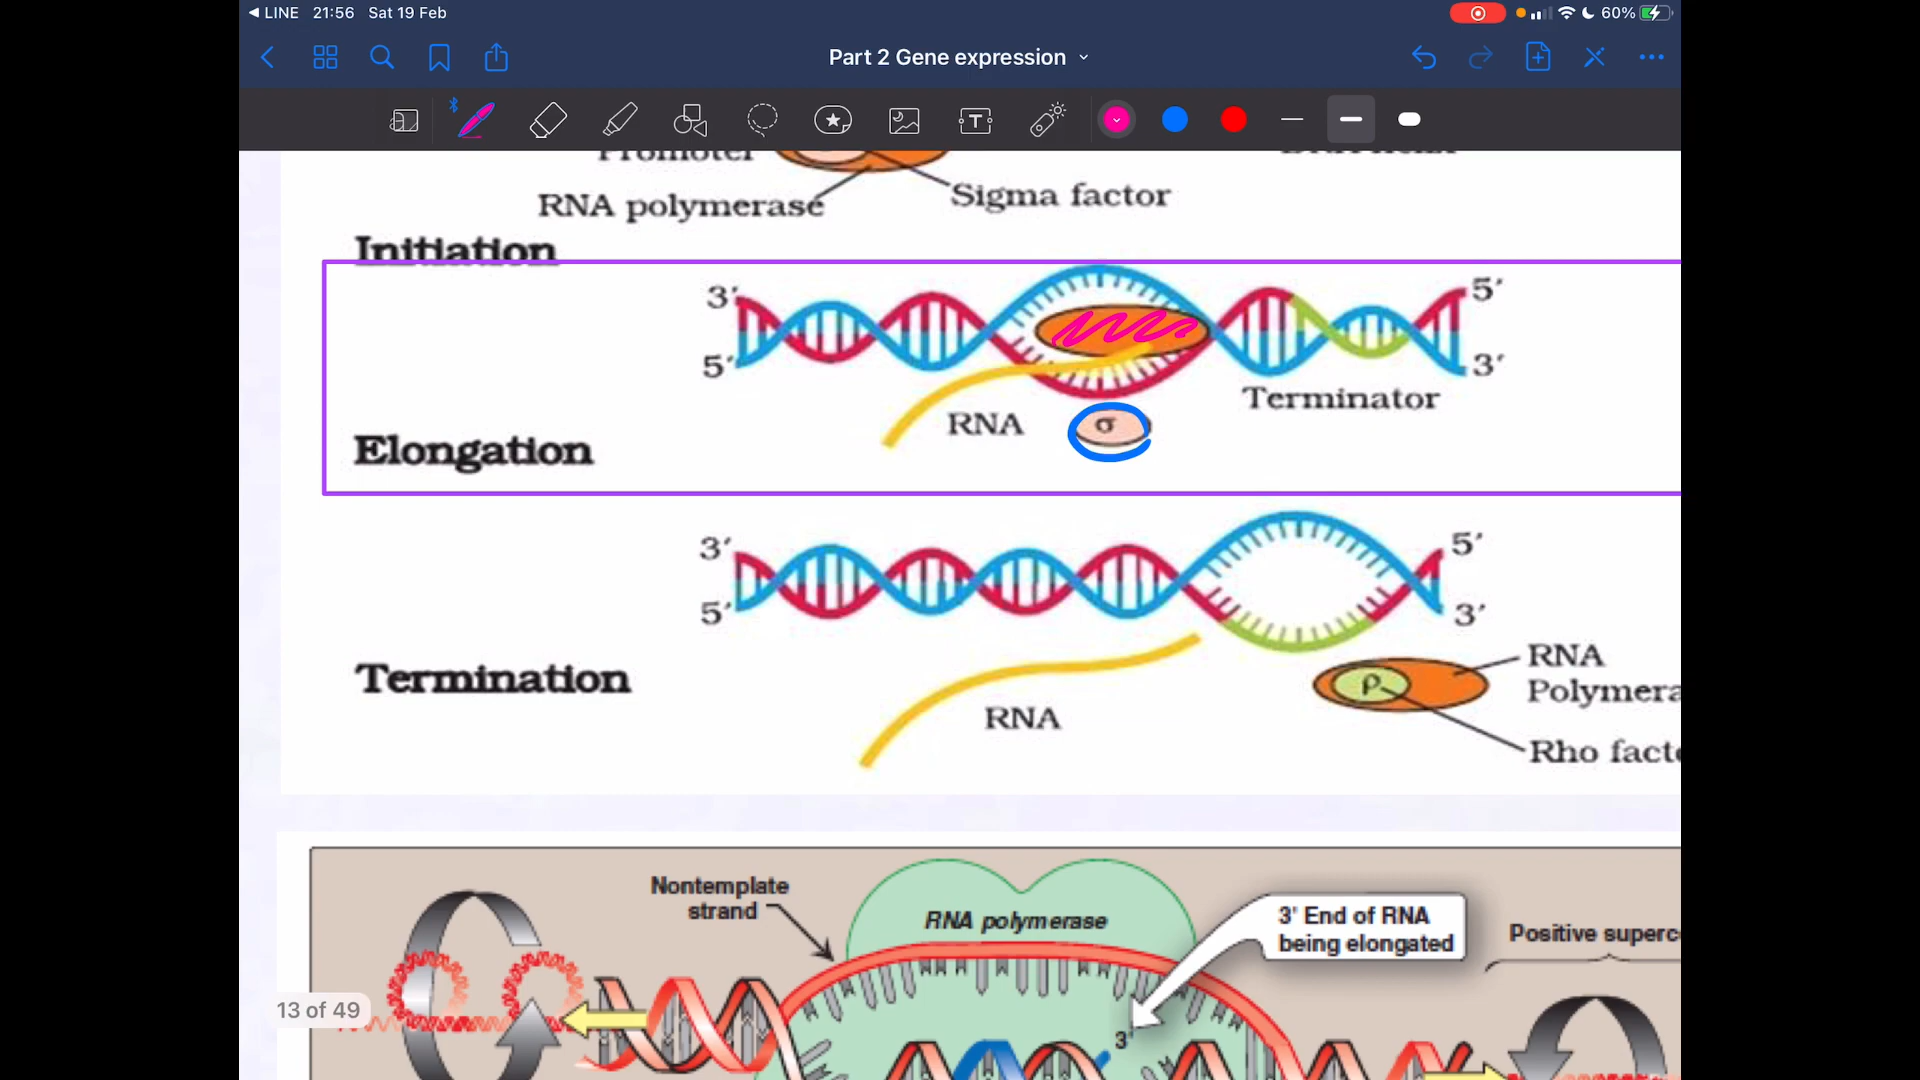 LINE 21:56 Sat 19 Feb 60%
Part 2 Gene expression
Promoter
RNA polymerase Sigma factor
Initiation
3′ 5′
5′ 3′
Terminator
RNA σ
Elongation
3′ 5′
5′ 3′
RNA
Polymera
Termination ρ
RNA
Rho facto
Nontemplate
strand
RNA polymerase
3' End of RNA
being elongated
Positive superc
13 of 49
3'